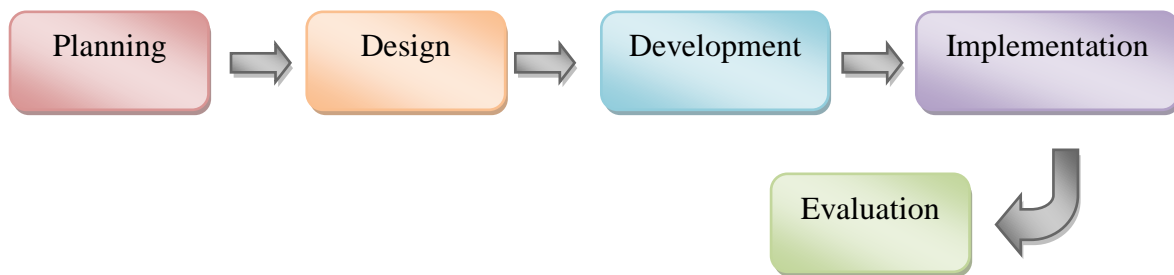 Planning
Design
Development
Implementation
Evaluation